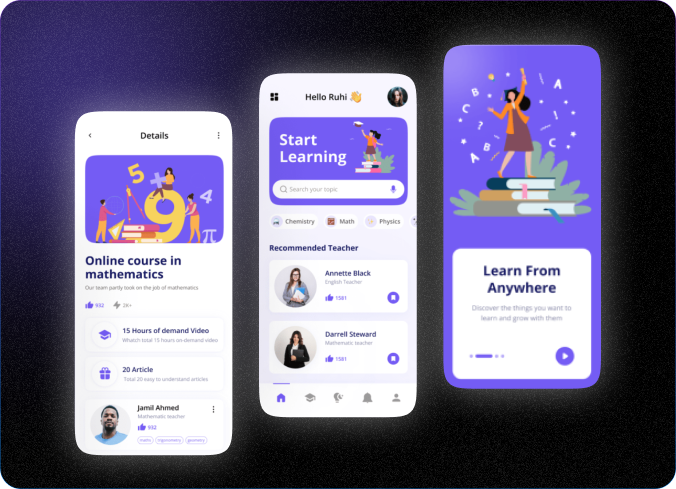 Details
5
9
4
π
Online course in
mathematics
Our team partly took on the job of mathematics
932
2K+
15 Hours of demand Video
Whatch total 15 hours on-demand video
20 Article
Total 20 easy to understand articles
Jamil Ahmed
Mathematic teacher
932
maths
trigonometry
geometry
Hello Ruhi 👋
Start
Learning
Search your topic
Chemistry
Math
Physics
Recommended Teacher
Annette Black
English Teacher
1581
Darrell Steward
Mathematic teacher
1581
A
B
C
?
B
A
C
Learn From
Anywhere
Discover the things you want to
learn and grow with them